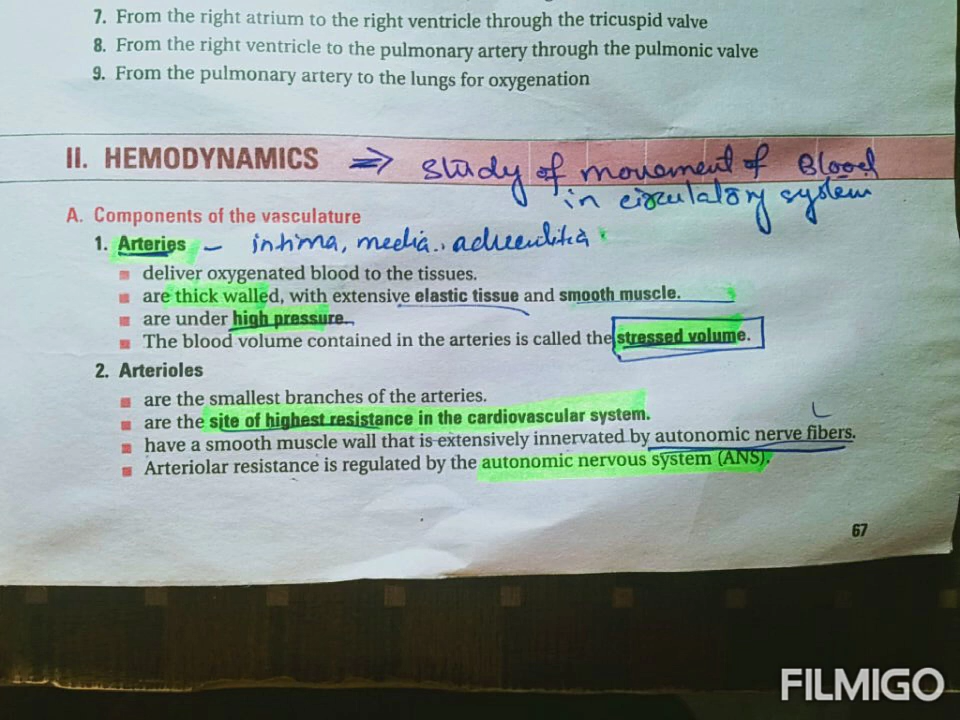 7. From the right atrium to the right ventricle through the tricuspid valve
8. From the right ventricle to the pulmonary artery through the pulmonic valve
9. From the pulmonary artery to the lungs for oxygenation
II. HEMODYNAMICS ⇒ Study of movement of Blood
in circulatory system
A. Components of the vasculature
1. Arteries – intima, media, adventitia
■ deliver oxygenated blood to the tissues.
■ are thick walled, with extensive elastic tissue and smooth muscle.
■ are under high pressure.
■ The blood volume contained in the arteries is called the stressed volume.
2. Arterioles
■ are the smallest branches of the arteries.
■ are the site of highest resistance in the cardiovascular system.
■ have a smooth muscle wall that is extensively innervated by autonomic nerve fibers.
■ Arteriolar resistance is regulated by the autonomic nervous system (ANS).
67
FILMIGO